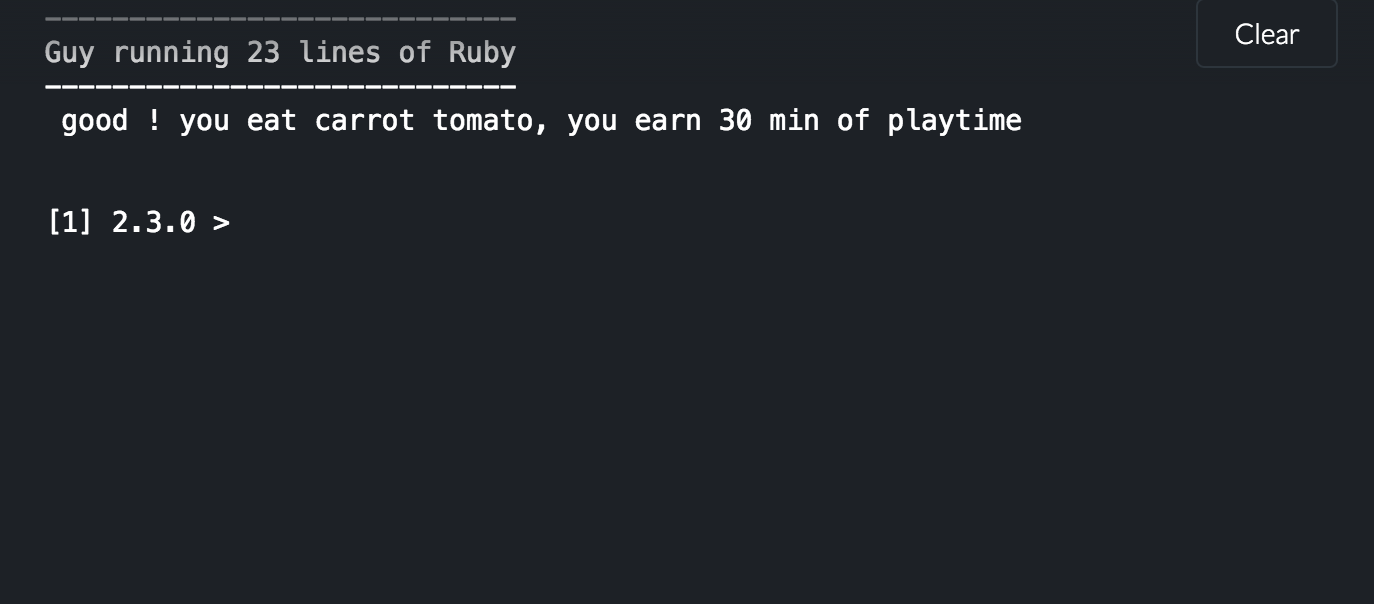 Guy running 23 lines of Ruby
Clear
good ! you eat carrot tomato, you earn 30 min of playtime
[1] 2.3.0 >